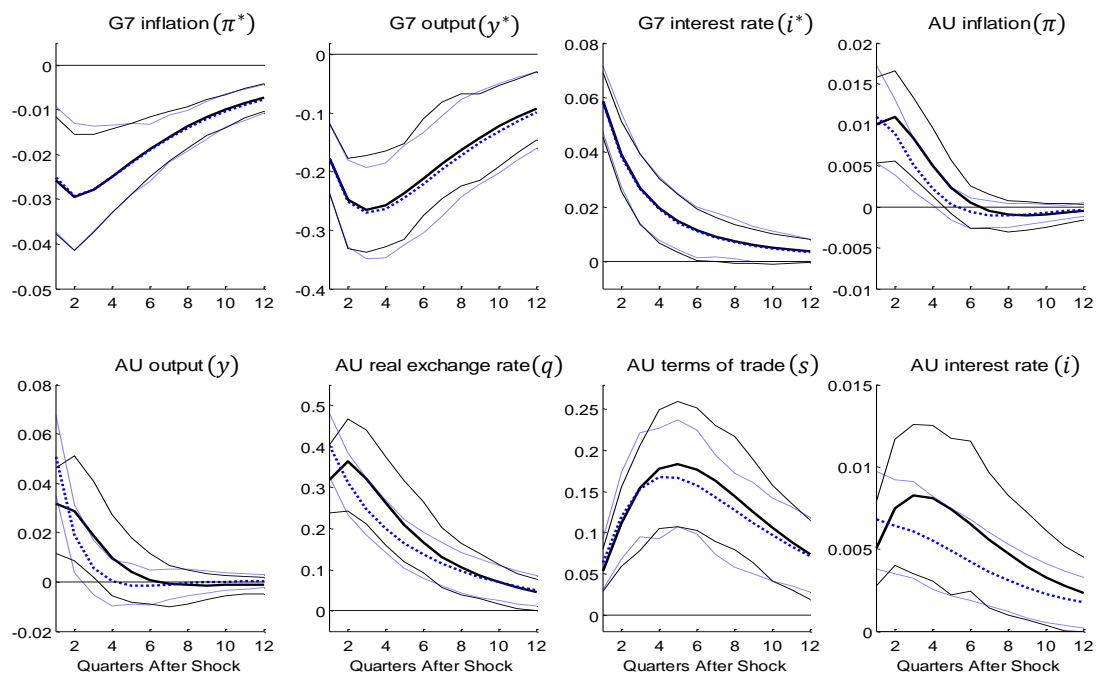 G7 inflation (π*)
G7 output (y*)
G7 interest rate (i*)
AU inflation (π)
0
-0.01
-0.02
-0.03
-0.04
-0.05
2 4 6 8 10 12
0
-0.1
-0.2
-0.3
-0.4
2 4 6 8 10 12
0.08
0.06
0.04
0.02
0
2 4 6 8 10 12
0.02
0.015
0.01
0.005
0
-0.005
-0.01
2 4 6 8 10 12
AU output (y)
AU real exchange rate (q)
AU terms of trade (s)
AU interest rate (i)
0.08
0.06
0.04
0.02
0
-0.02
2 4 6 8 10 12
Quarters After Shock
0.5
0.4
0.3
0.2
0.1
0
2 4 6 8 10 12
Quarters After Shock
0.25
0.2
0.15
0.1
0.05
0
2 4 6 8 10 12
Quarters After Shock
0.015
0.01
0.005
0
2 4 6 8 10 12
Quarters After Shock